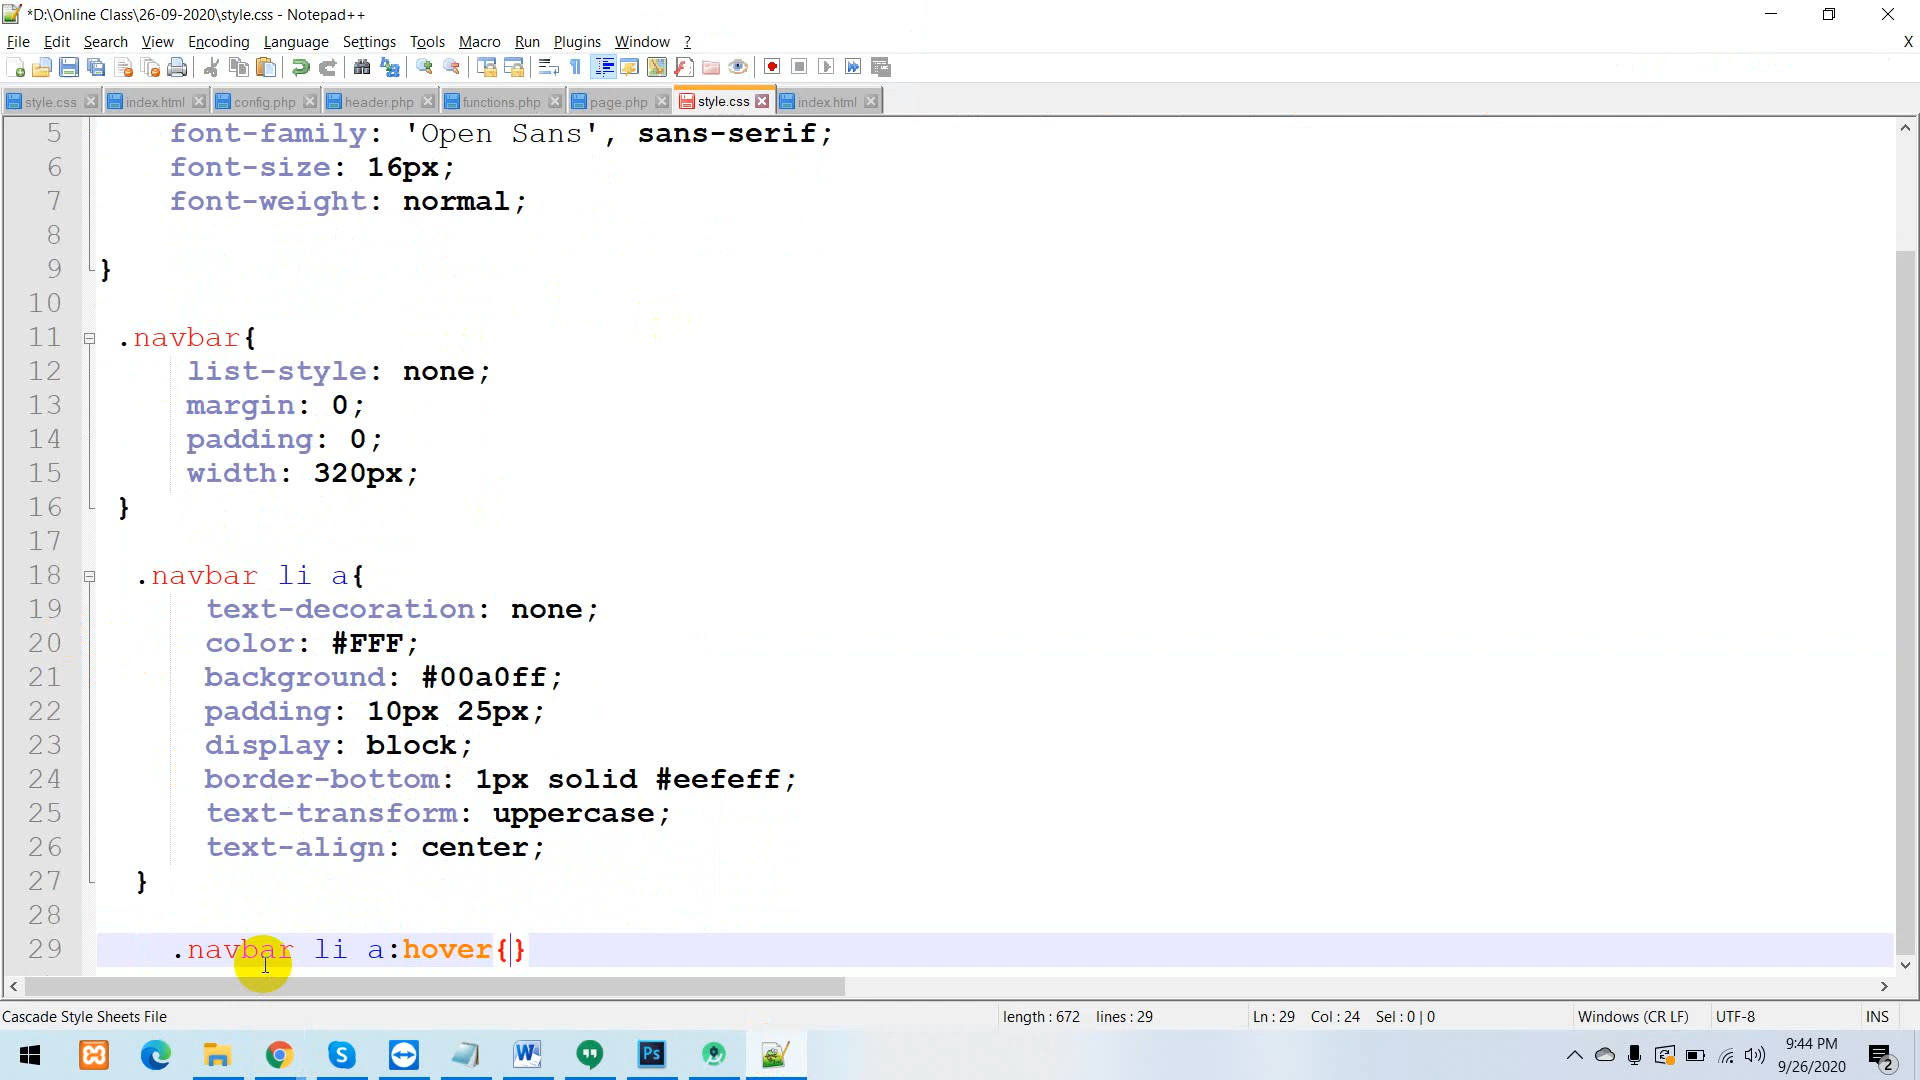 *D:\Online Class\26-09-2020\style.css - Notepad++
File Edit Search View Encoding Language Settings Tools Macro Run Plugins Window ? X
style.css index.html config.php header.php functions.php page.php style.css index.html
5 font-family: 'Open Sans', sans-serif;
6 font-size: 16px;
7 font-weight: normal;
8
9 }
10
11 .navbar{
12 list-style: none;
13 margin: 0;
14 padding: 0;
15 width: 320px;
16 }
17
18 .navbar li a{
19 text-decoration: none;
20 color: #FFF;
21 background: #00a0ff;
22 padding: 10px 25px;
23 display: block;
24 border-bottom: 1px solid #eefeff;
25 text-transform: uppercase;
26 text-align: center;
27 }
28
29 .navbar li a:hover{}
Cascade Style Sheets File length : 672 lines : 29 Ln : 29 Col : 24 Sel : 0 | 0 Windows (CR LF) UTF-8 INS
9:44 PM
9/26/2020
2